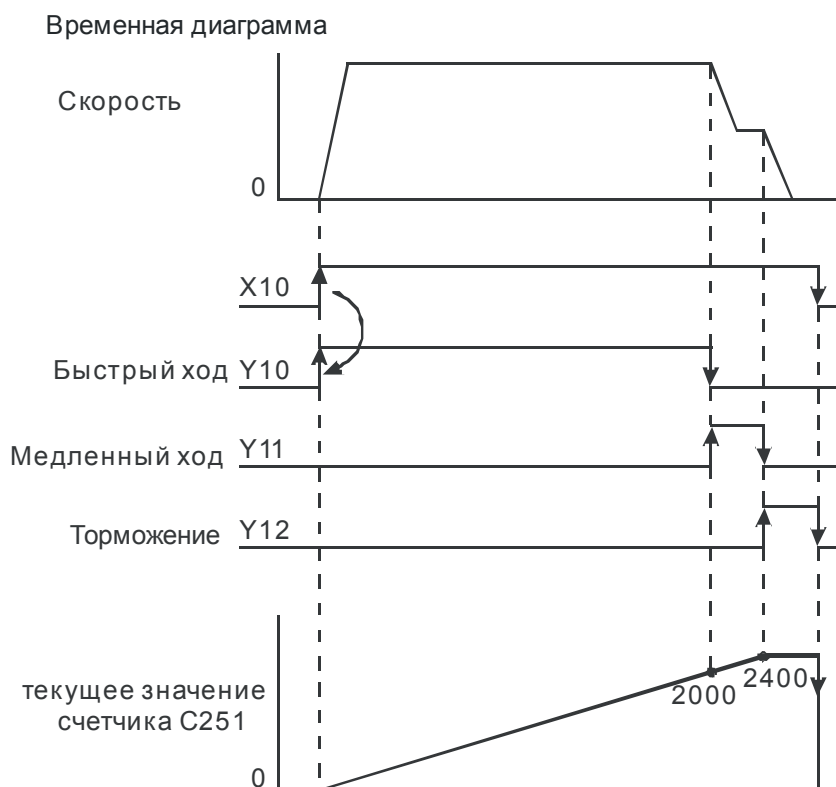 Временная диаграмма
Скорость
0
X10
Быстрый ход Y10
Медленный ход Y11
Торможение Y12
текущее значение
счетчика C251
2000
2400
0